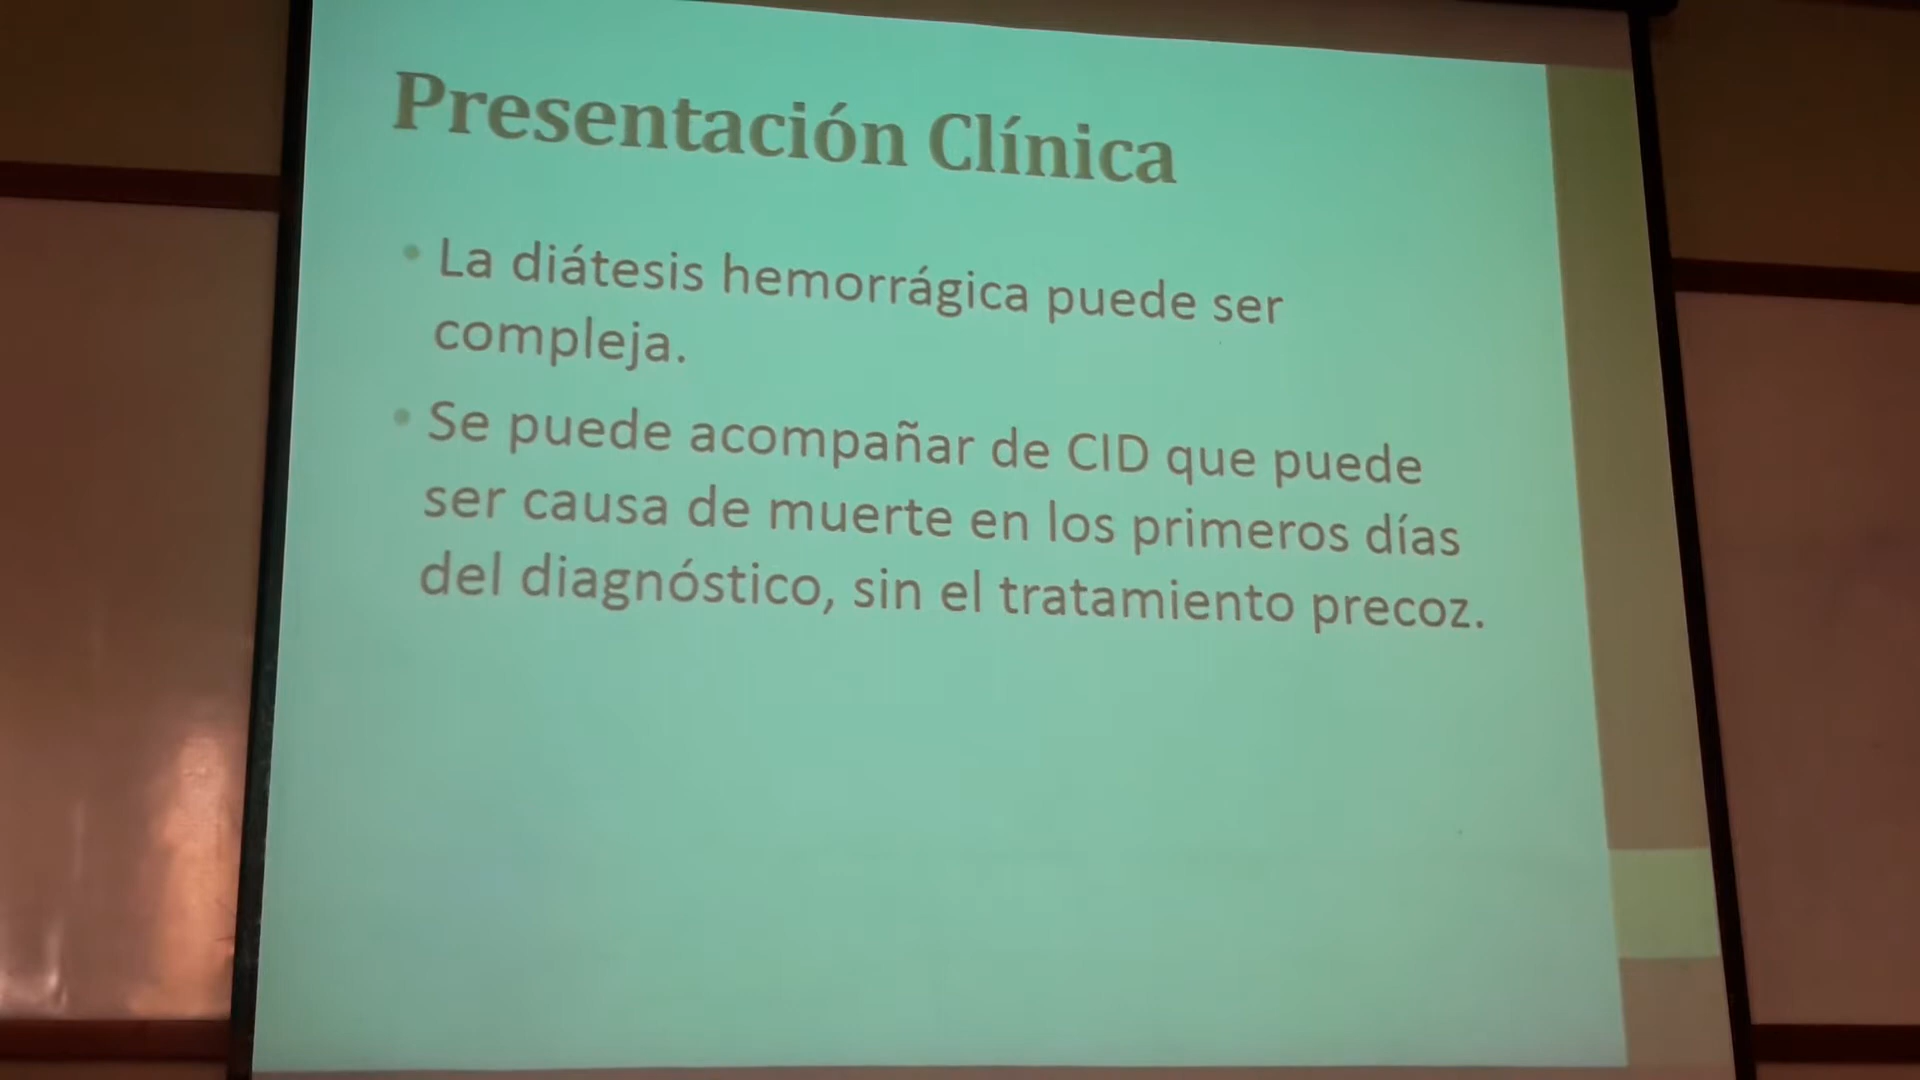 Presentación Clínica
• La diátesis hemorrágica puede ser
compleja.
• Se puede acompañar de CID que puede
ser causa de muerte en los primeros días
del diagnóstico, sin el tratamiento precoz.